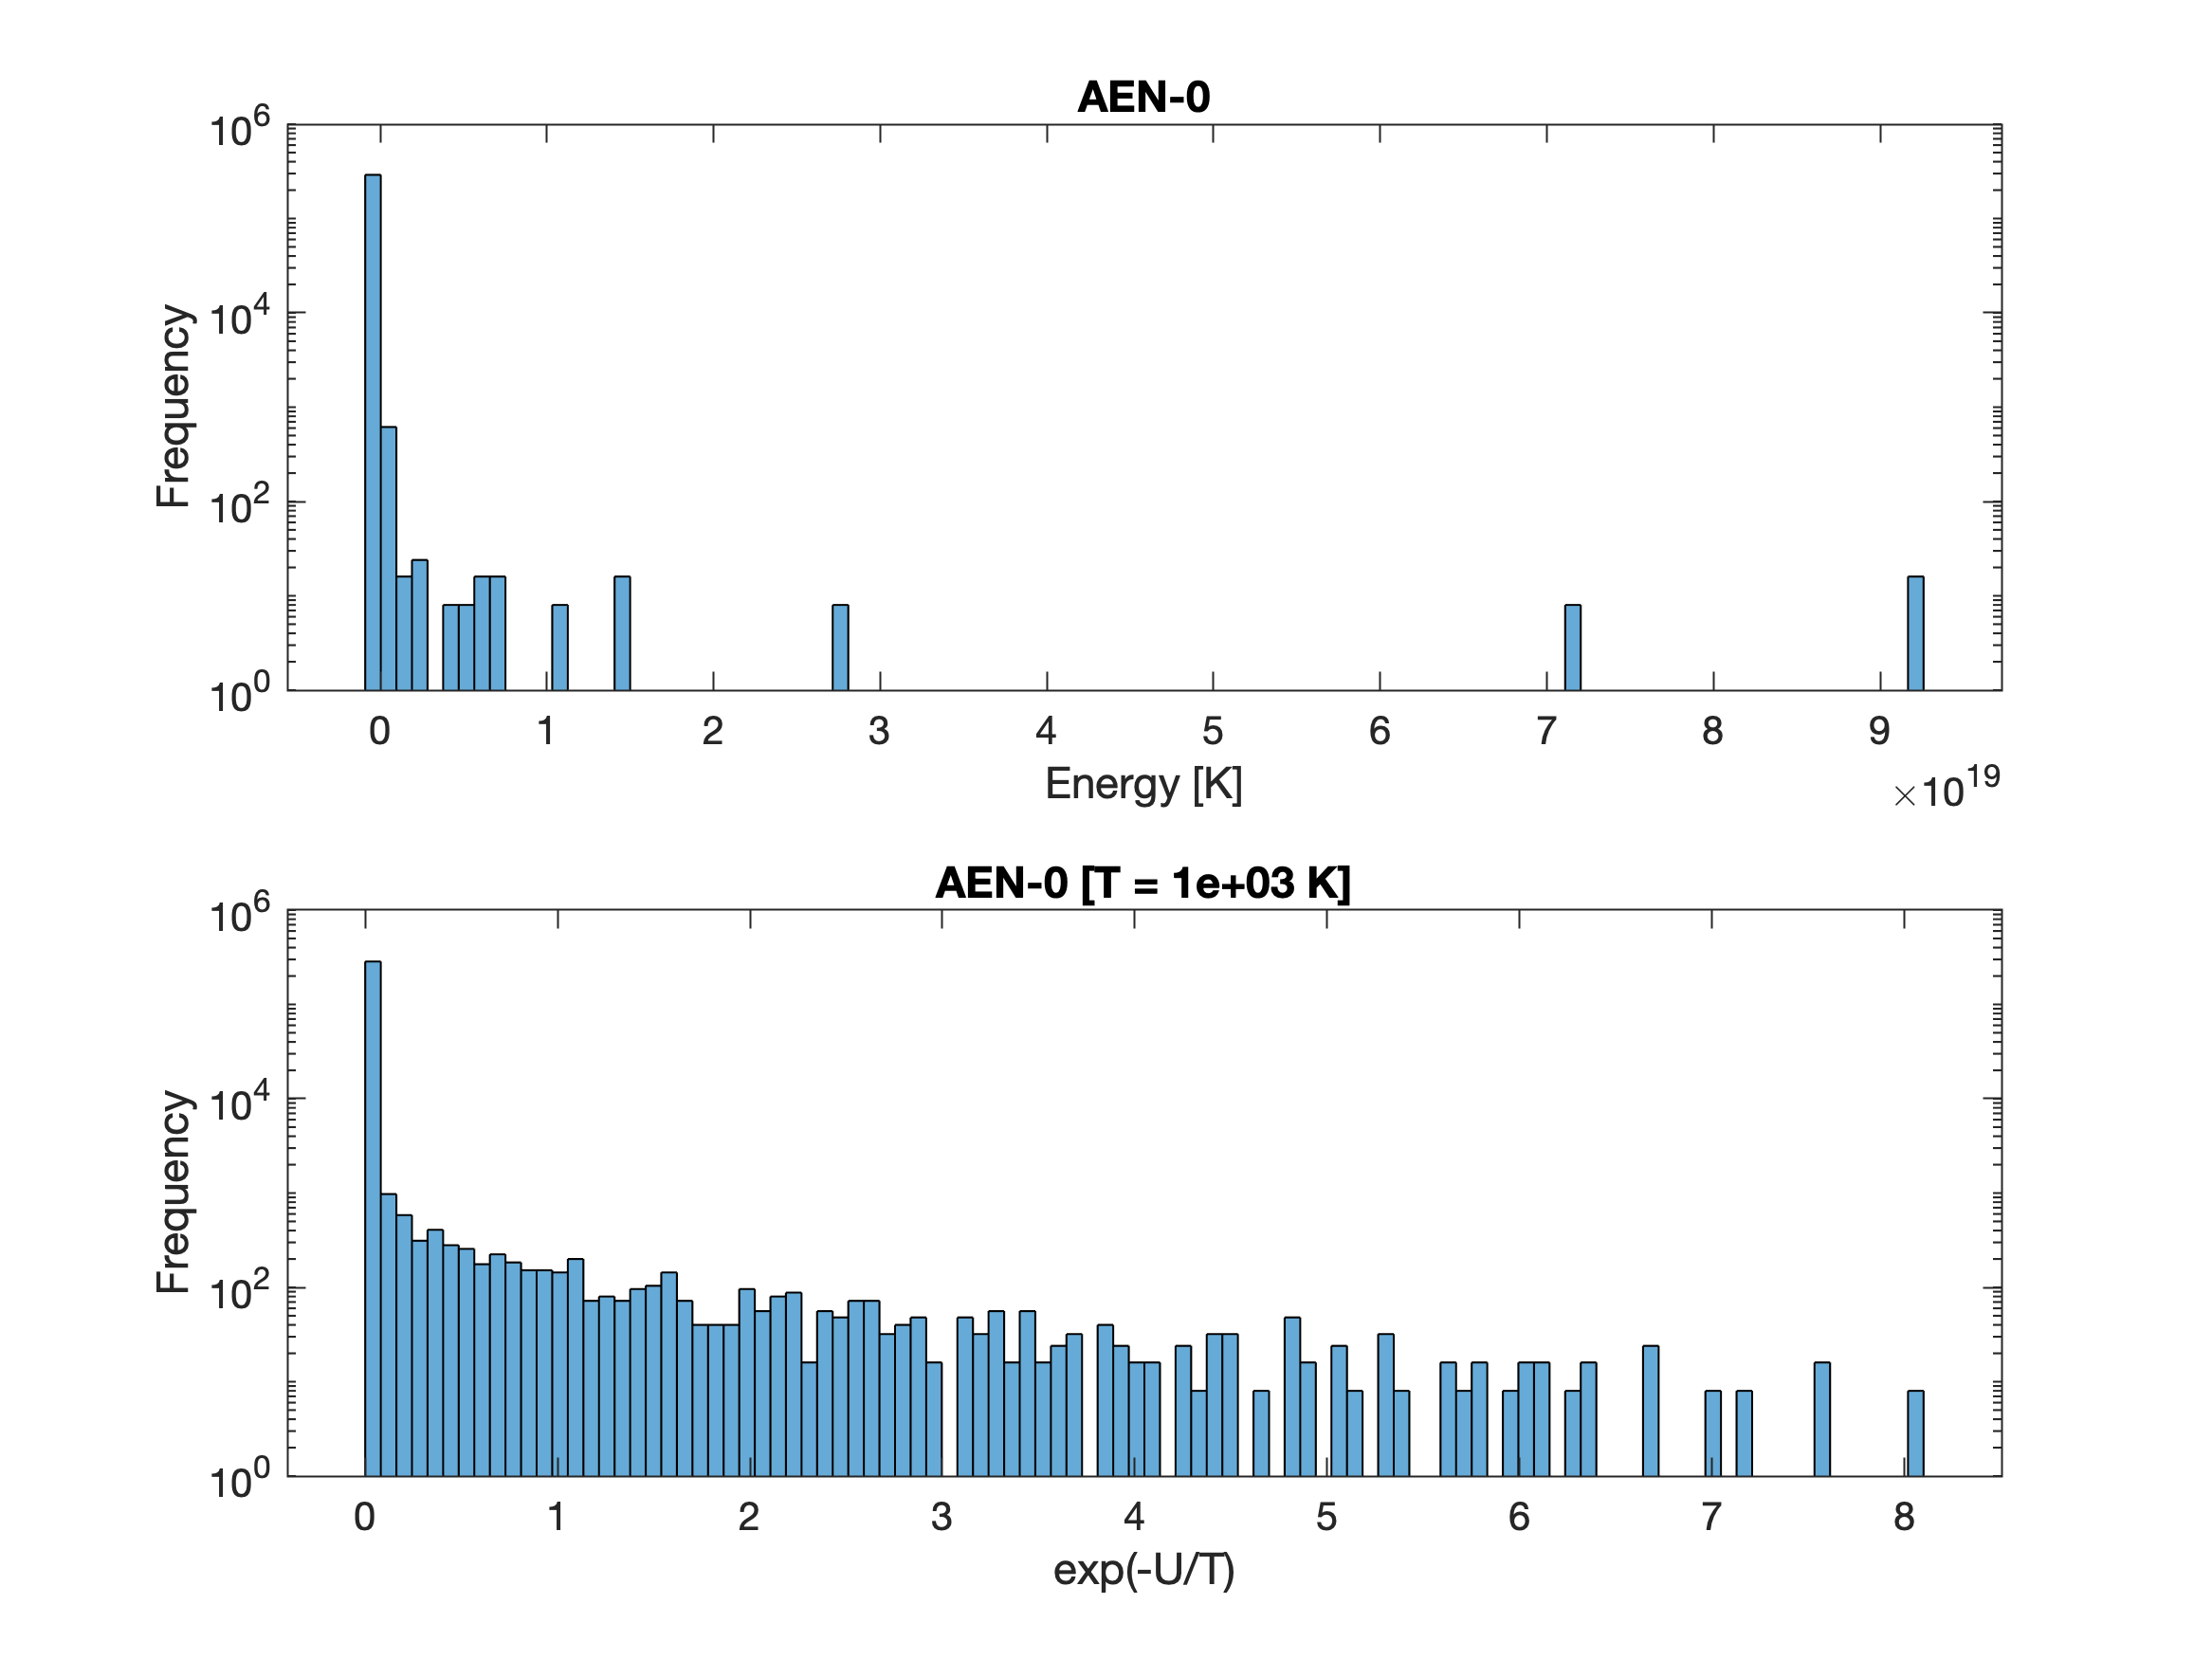 AEN-0
10^6
10^4
10^2
10^0
Frequency
0 1 2 3 4 5 6 7 8 9
Energy [K]
×10^19
AEN-0 [T = 1e+03 K]
10^6
10^4
10^2
10^0
Frequency
0 1 2 3 4 5 6 7 8
exp(-U/T)